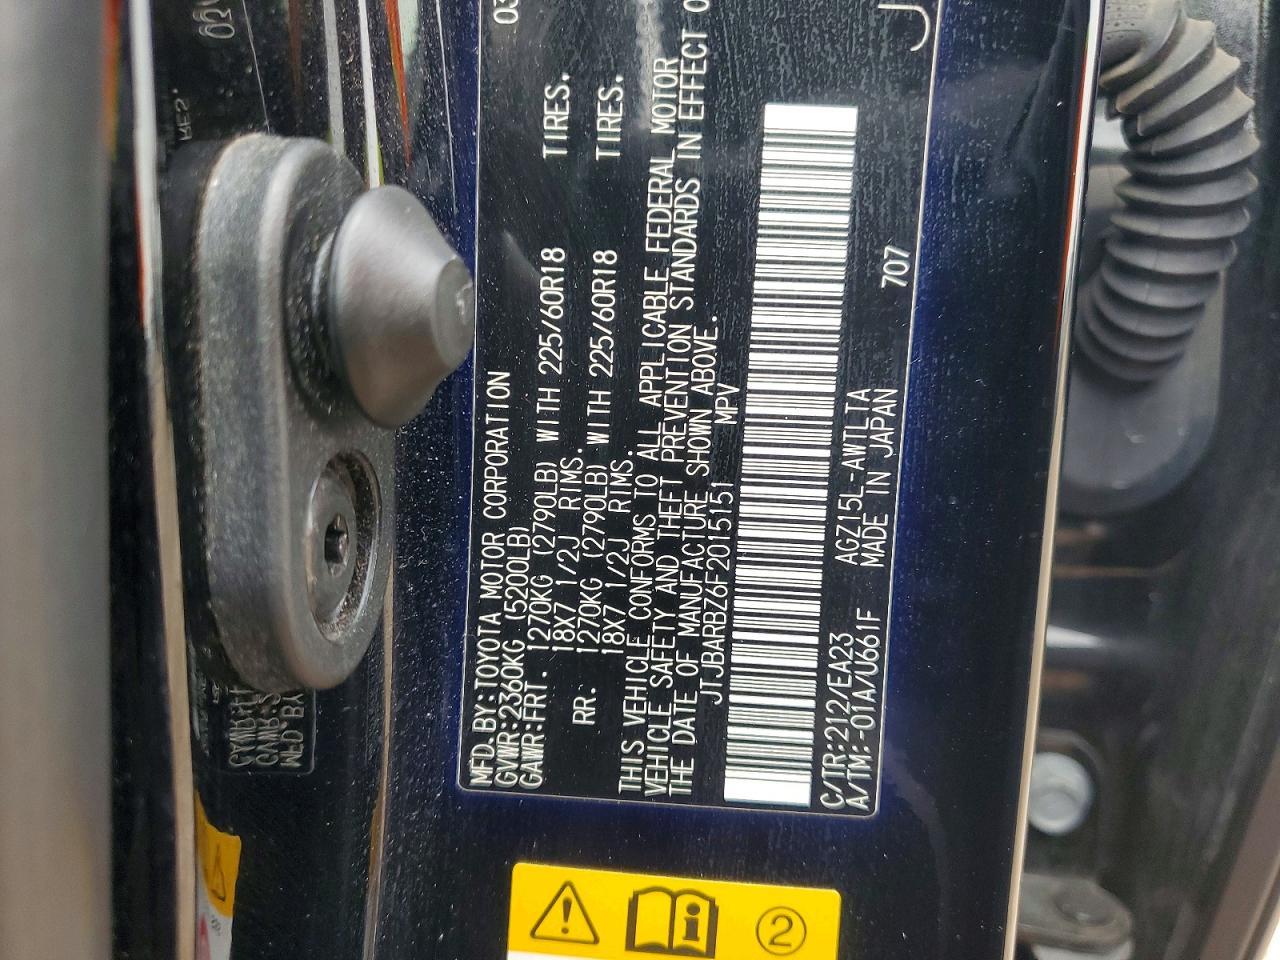 MFD.BY:TOYOTA MOTOR CORPORATION 03
GVWR:2360KG (5200LB)
GAWR:FRT. 1270KG (2790LB) WITH 225/60R18 TIRES.
18X7 1/2J RIMS.
RR. 1270KG (2790LB) WITH 225/60R18 TIRES.
18X7 1/2J RIMS.
THIS VEHICLE CONFORMS TO ALL APPLICABLE FEDERAL MOTOR
VEHICLE SAFETY AND THEFT PREVENTION STANDARDS IN EFFECT O
THE DATE OF MANUFACTURE SHOWN ABOVE.
JTJBARBZ6F2015151 MPV
C/TR:212/EA23 AGZ15L-AWTLTA
A/TM:-01A/U661F MADE IN JAPAN 707
J
2